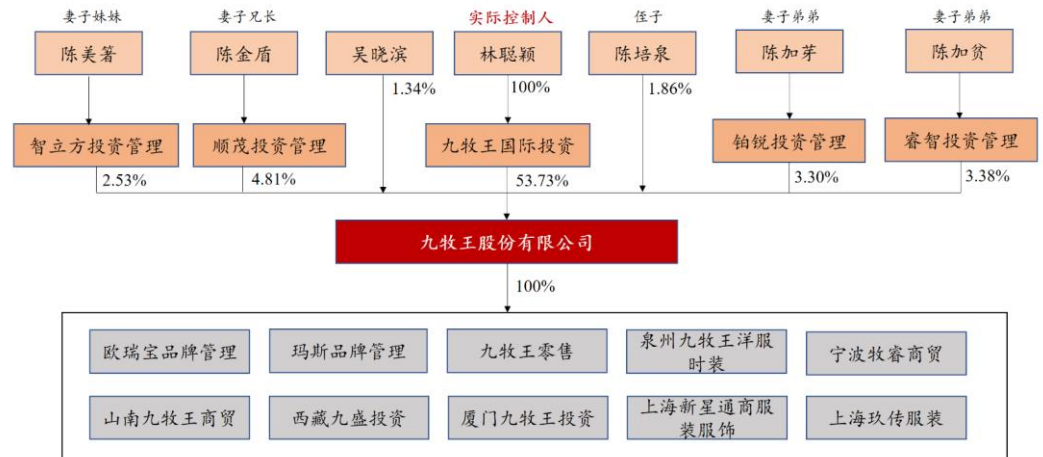 妻子妹妹
妻子兄长
实际控制人
侄子
妻子弟弟
妻子弟弟
陈美箸
陈金盾
吴晓滨
林聪颖
陈培泉
陈加芽
陈加贫
1.34%
100%
1.86%
智立方投资管理
顺茂投资管理
九牧王国际投资
铂锐投资管理
睿智投资管理
2.53%
4.81%
53.73%
3.30%
3.38%
九牧王股份有限公司
100%
欧瑞宝品牌管理
玛斯品牌管理
九牧王零售
泉州九牧王洋服
时装
宁波牧睿商贸
山南九牧王商贸
西藏九盛投资
厦门九牧王投资
上海新星通商服
装服饰
上海玖传服装